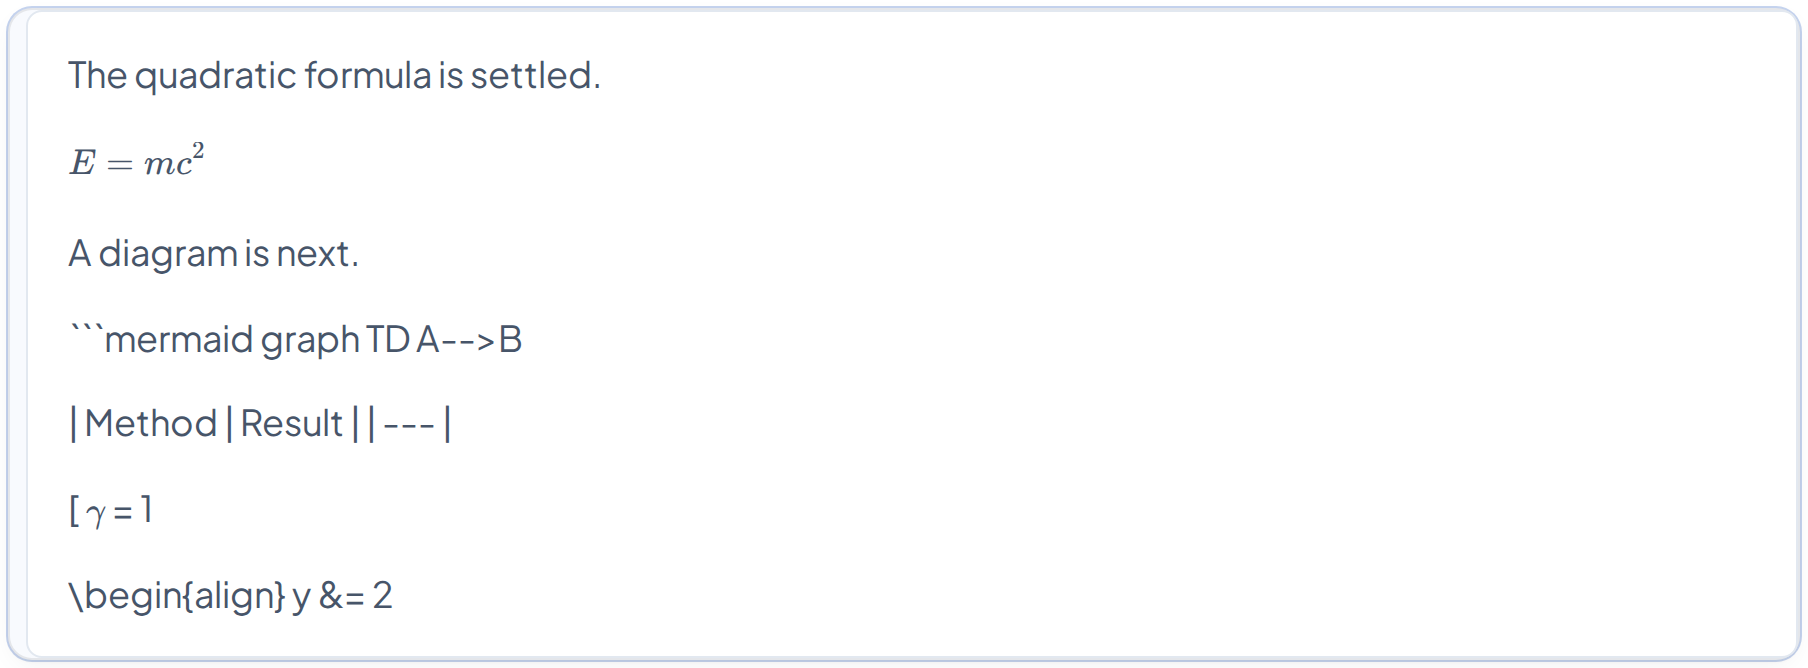 The quadratic formula is settled.
E = mc²
A diagram is next.
```mermaid graph TD A-->B
| Method | Result | | --- |
[ γ = 1
\begin{align} y &= 2